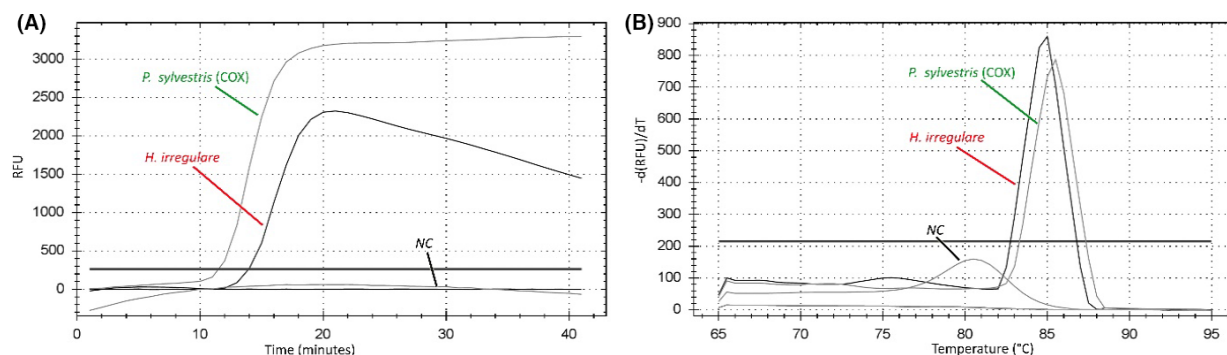 (A)
3000
2500
2000
1500
1000
500
0
RFU
P. sylvestris (COX)
H. irregulare
NC
0
10
20
30
40
Time (minutes)
(B)
900
800
700
600
500
400
300
200
100
0
-d(RFU)/dT
P. sylvestris (COX)
H. irregulare
NC
65
70
75
80
85
90
95
Temperature (°C)